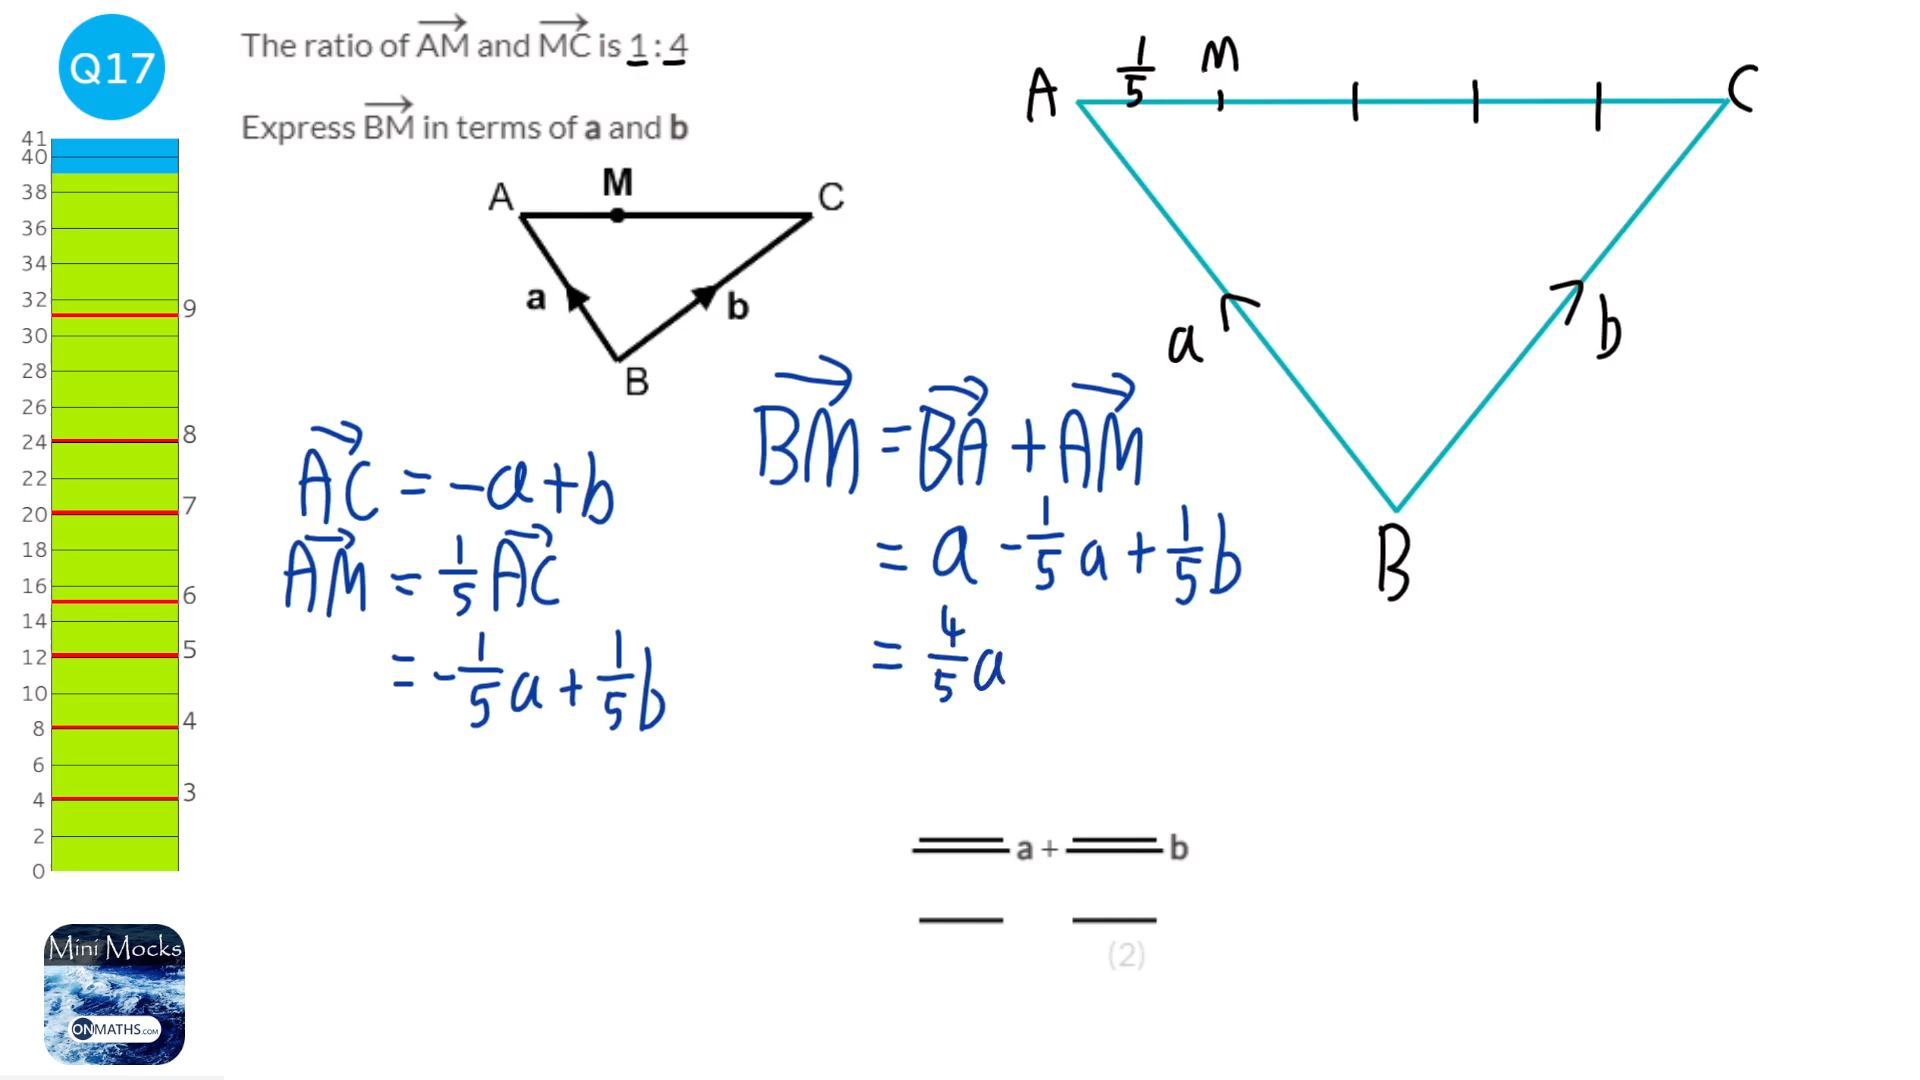 Q17
The ratio of AM and MC is 1 : 4
Express BM in terms of a and b
A
M
C
a
b
B
A
1/5
M
C
a
b
B
AC = -a+b
AM = 1/5 AC
= -1/5 a + 1/5 b
BM = BA + AM
= a - 1/5 a + 1/5 b
= 4/5 a
a + b
(2)
41
40
38
36
34
32
30
28
26
24
22
20
18
16
14
12
10
8
6
4
2
0
9
8
7
6
5
4
3
Mini Mocks
ONMATHS.COM